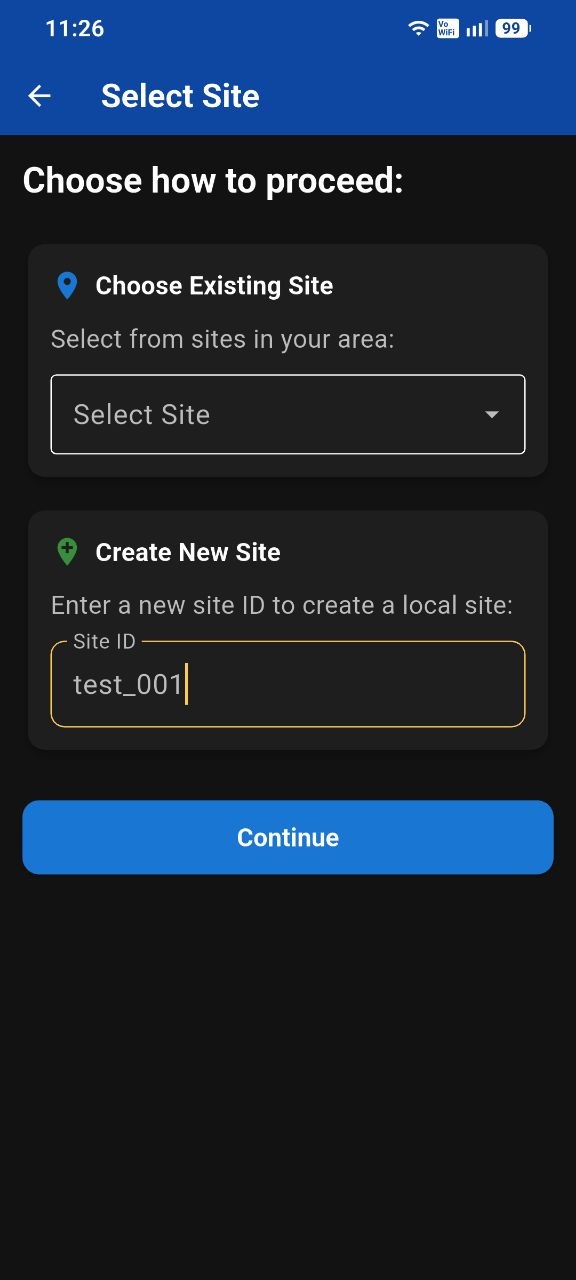 11:26
Vo
WiFi
99
Select Site
Choose how to proceed:
Choose Existing Site
Select from sites in your area:
Select Site
Create New Site
Enter a new site ID to create a local site:
Site ID
test_001
Continue